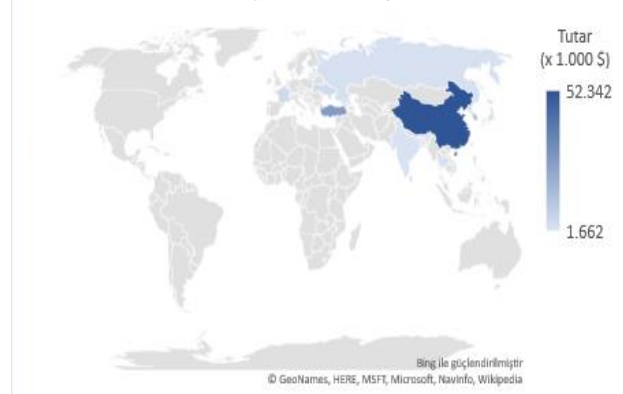 Tutar
(x 1.000 $)
52.342
1.662
Bing ile güçlendirilmiştir
© GeoNames, HERE, MSFT, Microsoft, NavInfo, Wikipedia